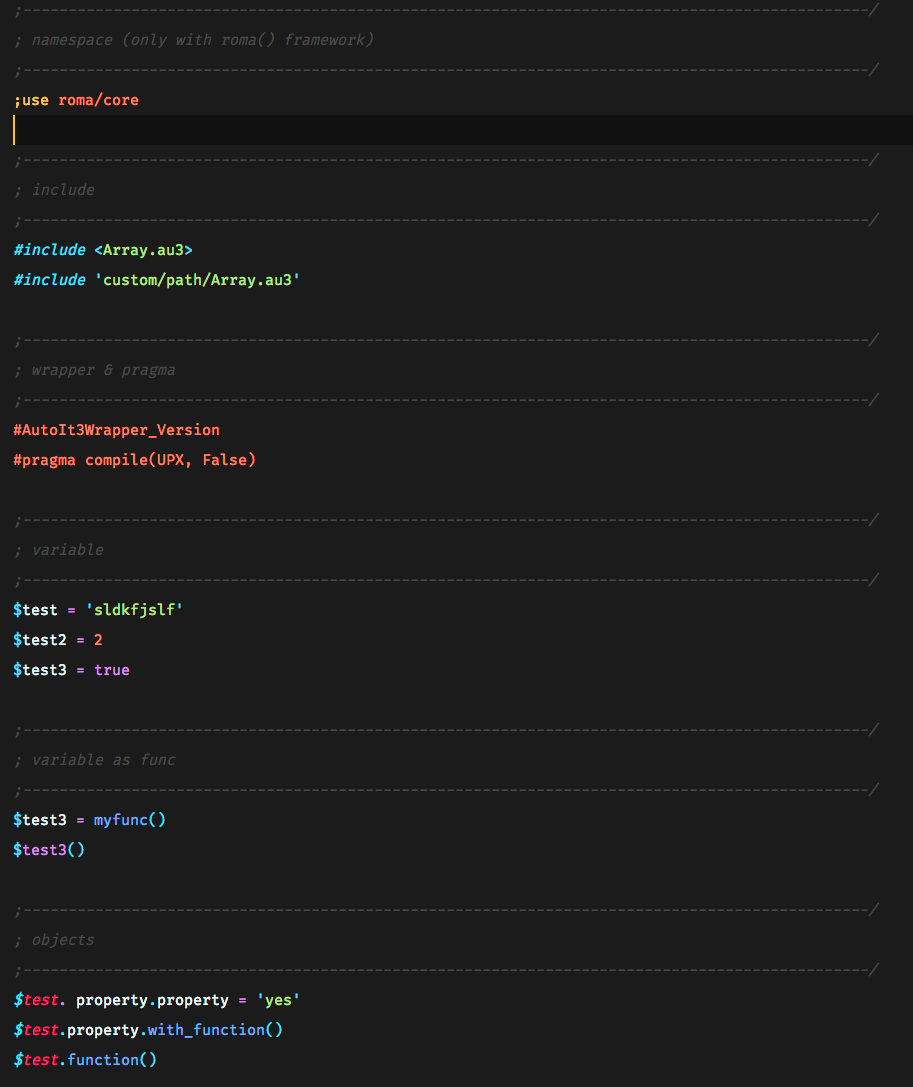 ;----------------------------------------------------------------------------------------------/
; namespace (only with roma() framework)
;----------------------------------------------------------------------------------------------/
;use roma/core
;----------------------------------------------------------------------------------------------/
; include
;----------------------------------------------------------------------------------------------/
#include <Array.au3>
#include 'custom/path/Array.au3'
;----------------------------------------------------------------------------------------------/
; wrapper & pragma
;----------------------------------------------------------------------------------------------/
#AutoIt3Wrapper_Version
#pragma compile(UPX, False)
;----------------------------------------------------------------------------------------------/
; variable
;----------------------------------------------------------------------------------------------/
$test = 'sldkfjslf'
$test2 = 2
$test3 = true
;----------------------------------------------------------------------------------------------/
; variable as func
;----------------------------------------------------------------------------------------------/
$test3 = myfunc()
$test3()
;----------------------------------------------------------------------------------------------/
; objects
;----------------------------------------------------------------------------------------------/
$test. property.property = 'yes'
$test.property.with_function()
$test.function()